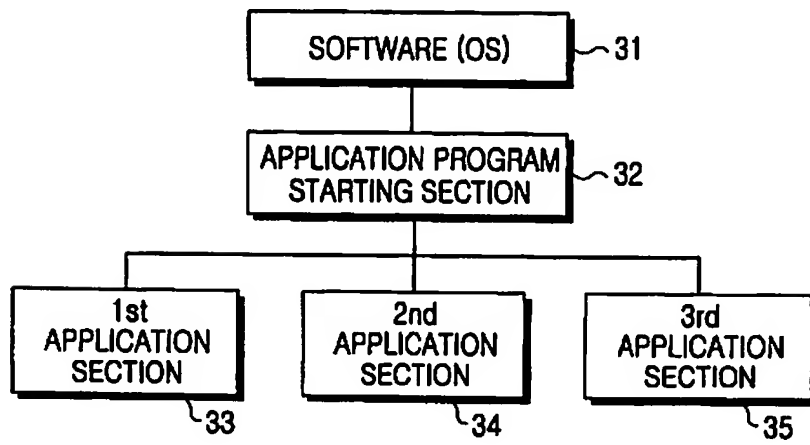 SOFTWARE (OS)
31
APPLICATION PROGRAM
STARTING SECTION
32
1st
APPLICATION
SECTION
33
2nd
APPLICATION
SECTION
34
3rd
APPLICATION
SECTION
35